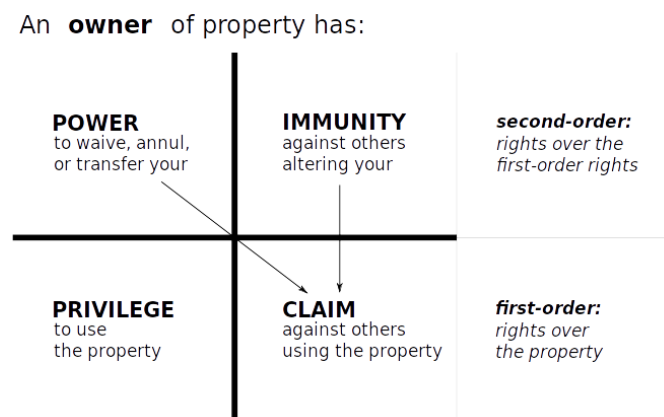 An owner of property has:
POWER
to waive, annul,
or transfer your
IMMUNITY
against others
altering your
second-order:
rights over the
first-order rights
PRIVILEGE
to use
the property
CLAIM
against others
using the property
first-order:
rights over
the property